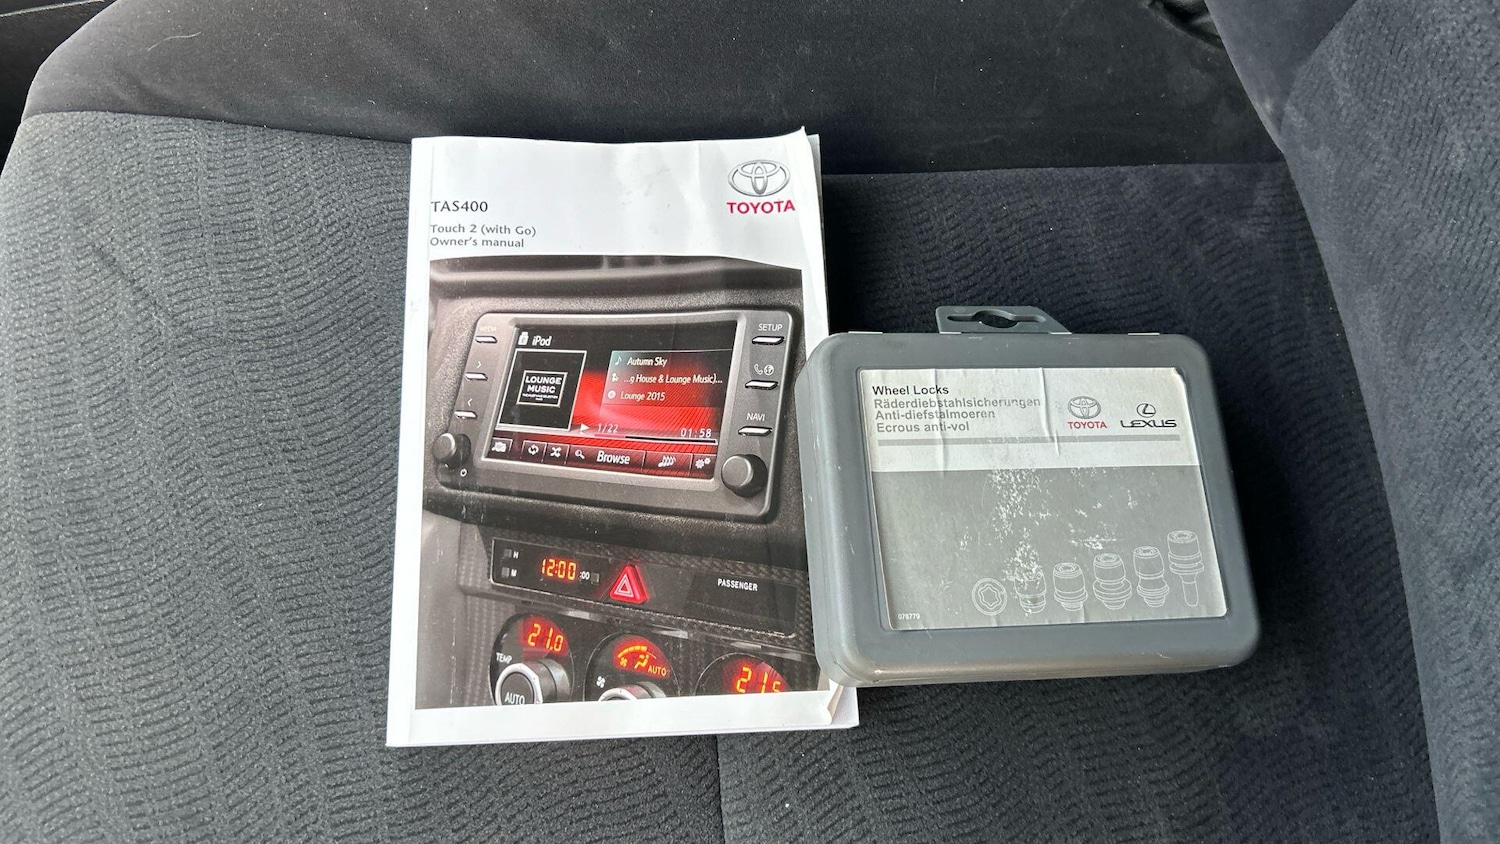 TOYOTA
TAS400
Touch 2 (with Go)
Owner's manual
MEDIA
SETUP
iPod
LOUNGE
MUSIC
Autumn Sky
...g House & Lounge Music)...
Lounge 2015
NAVI
1/22
01:58
Browse
H
M
12:00 :00
PASSENGER
21.0
TEMP
AUTO
AUTO
21.5
Wheel Locks
Räderdiebstahlsicherungen
Anti-diefstalmoeren
Ecrous anti-vol
TOYOTA
LEXUS
076779